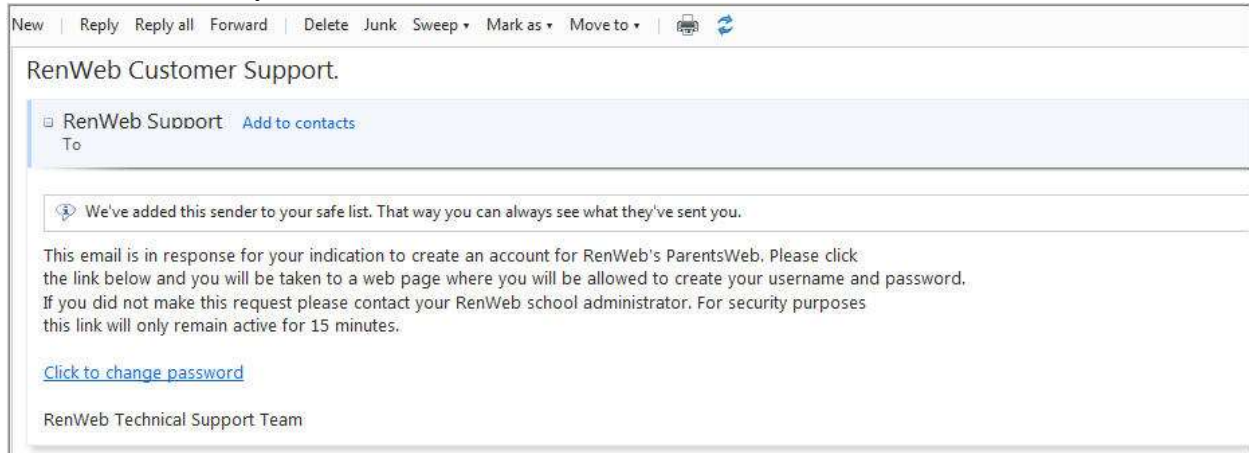 New | Reply Reply all Forward | Delete Junk Sweep ▾ Mark as ▾ Move to ▾ |
RenWeb Customer Support.
RenWeb Support Add to contacts
To
We've added this sender to your safe list. That way you can always see what they've sent you.
This email is in response for your indication to create an account for RenWeb's ParentsWeb. Please click
the link below and you will be taken to a web page where you will be allowed to create your username and password.
If you did not make this request please contact your RenWeb school administrator. For security purposes
this link will only remain active for 15 minutes.
Click to change password
RenWeb Technical Support Team